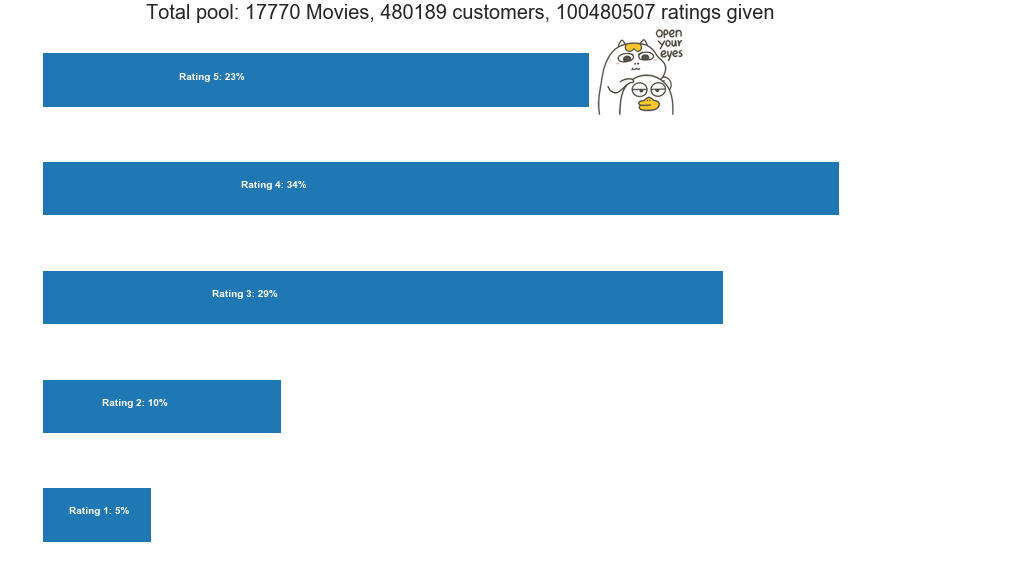 Total pool: 17770 Movies, 480189 customers, 100480507 ratings given
OPEN
YOUR
EYES
Rating 5: 23%
Rating 4: 34%
Rating 3: 29%
Rating 2: 10%
Rating 1: 5%